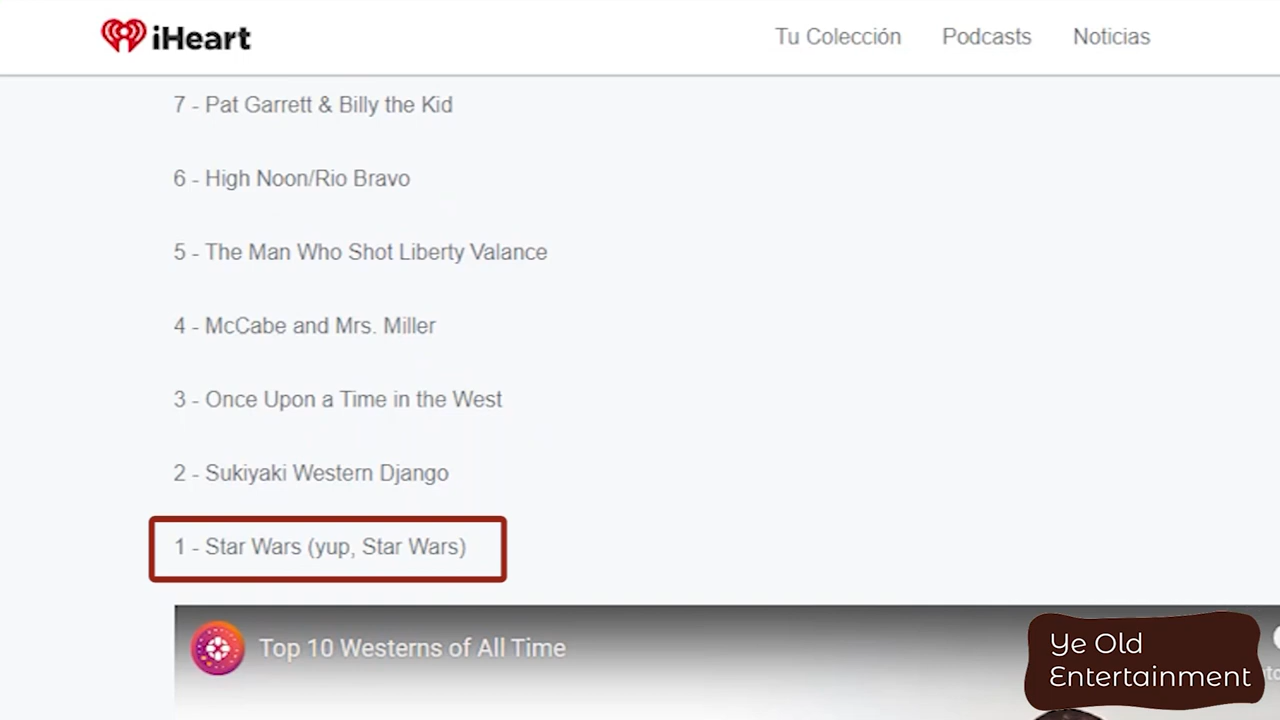 iHeart
Tu Colección Podcasts Noticias
7 - Pat Garrett & Billy the Kid
6 - High Noon/Rio Bravo
5 - The Man Who Shot Liberty Valance
4 - McCabe and Mrs. Miller
3 - Once Upon a Time in the West
2 - Sukiyaki Western Django
1 - Star Wars (yup, Star Wars)
Top 10 Westerns of All Time
Ye Old
Entertainment